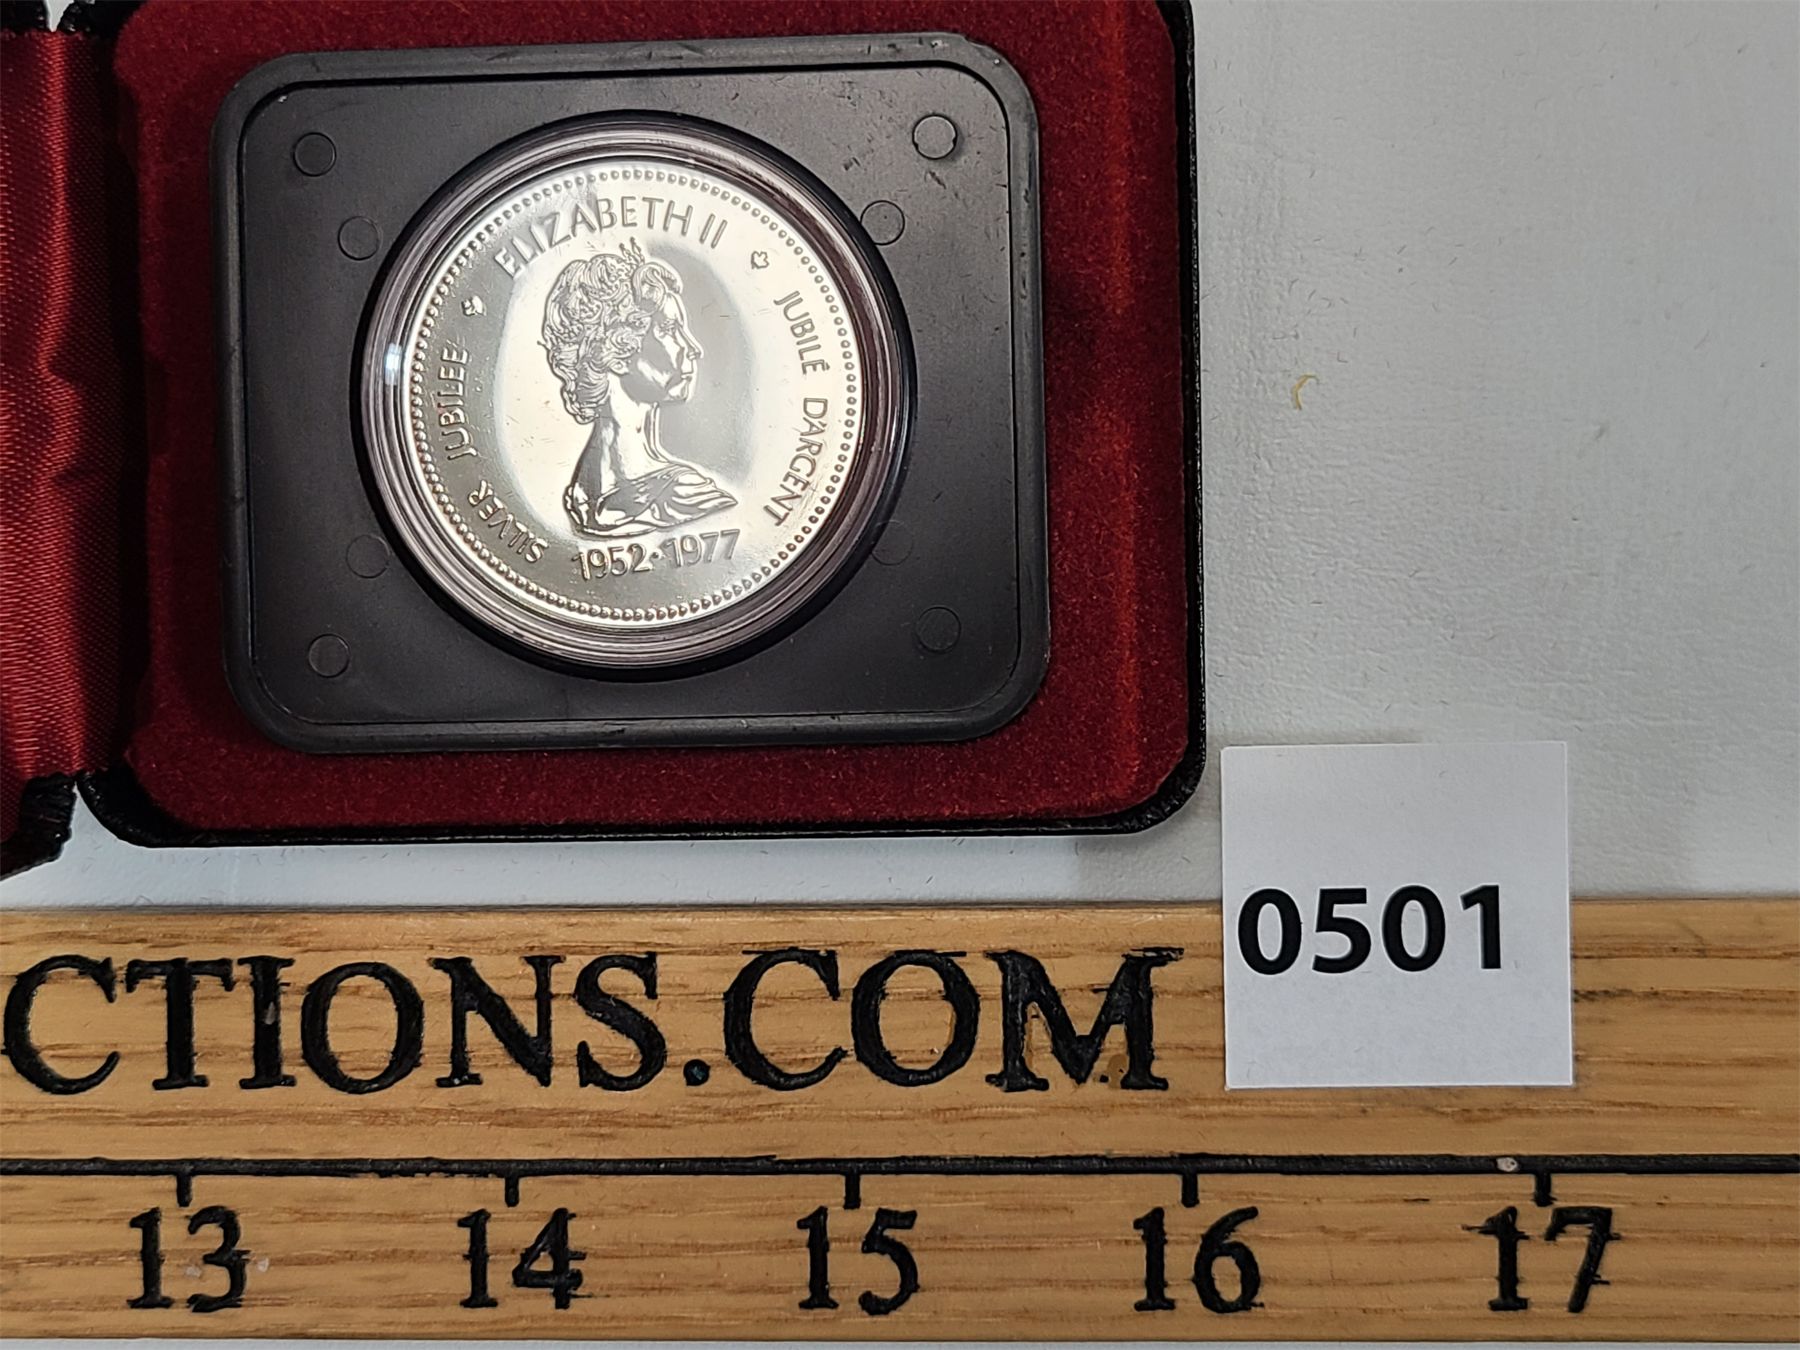 ELIZABETH II
SILVER JUBILEE
JUBILÉ D'ARGENT
1952·1977
0501
CTIONS.COM
13 14 15 16 17